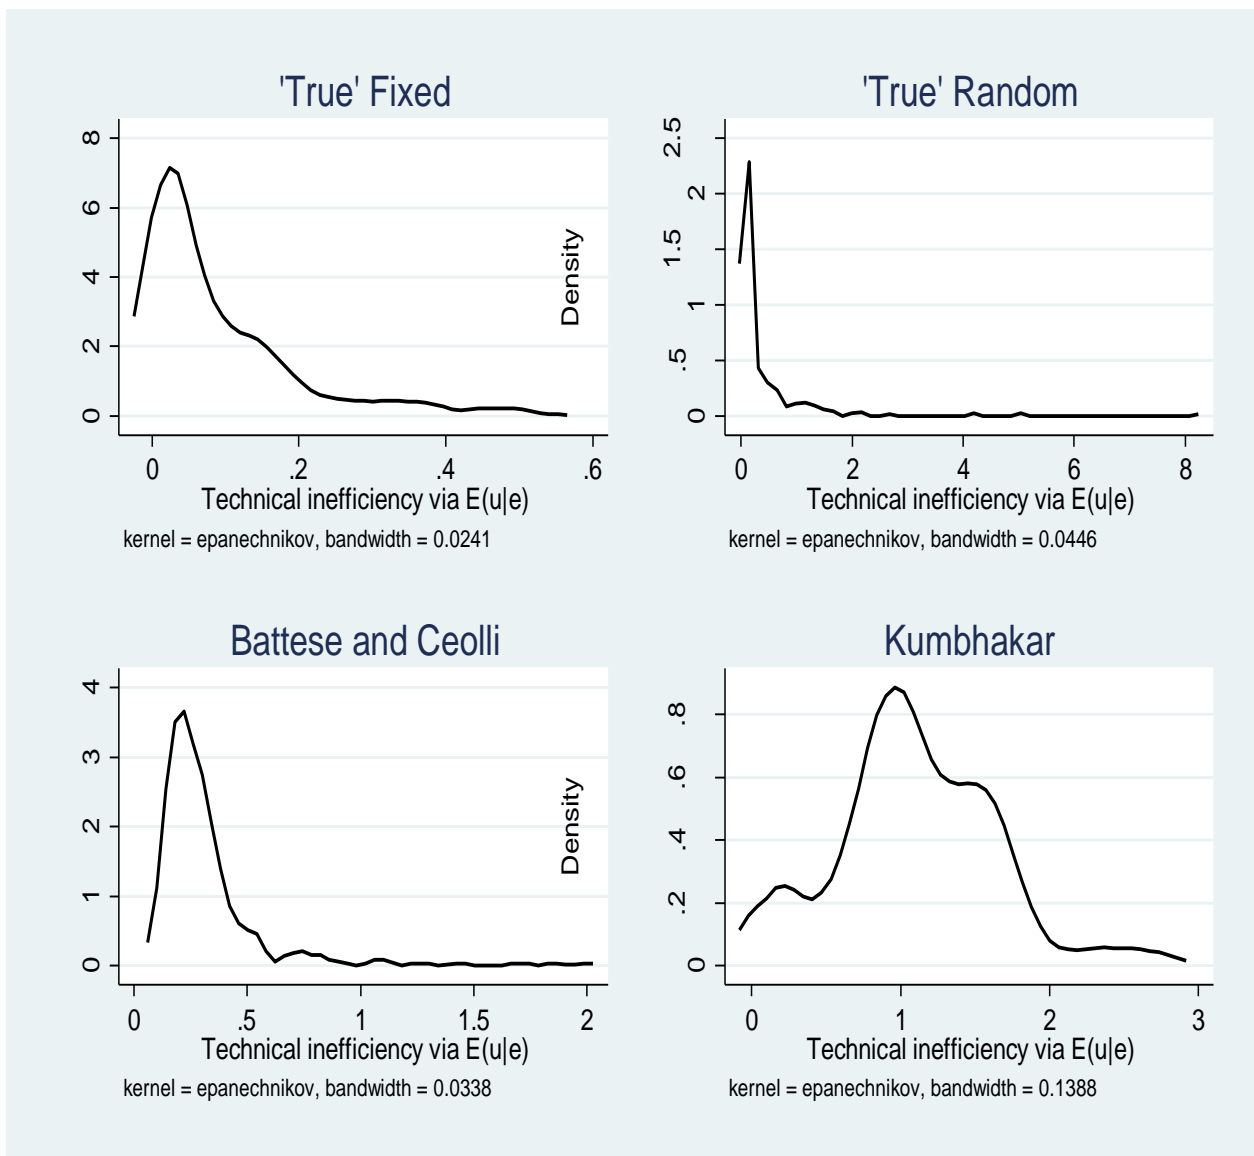 'True' Fixed
8
6
4
2
0
0
.2
.4
.6
Technical inefficiency via E(u|e)
kernel = epanechnikov, bandwidth = 0.0241
'True' Random
Density
2.5
2
1.5
1
.5
0
0
2
4
6
8
Technical inefficiency via E(u|e)
kernel = epanechnikov, bandwidth = 0.0446
Battese and Ceolli
4
3
2
1
0
0
.5
1
1.5
2
Technical inefficiency via E(u|e)
kernel = epanechnikov, bandwidth = 0.0338
Kumbhakar
Density
.8
.6
.4
.2
0
0
1
2
3
Technical inefficiency via E(u|e)
kernel = epanechnikov, bandwidth = 0.1388